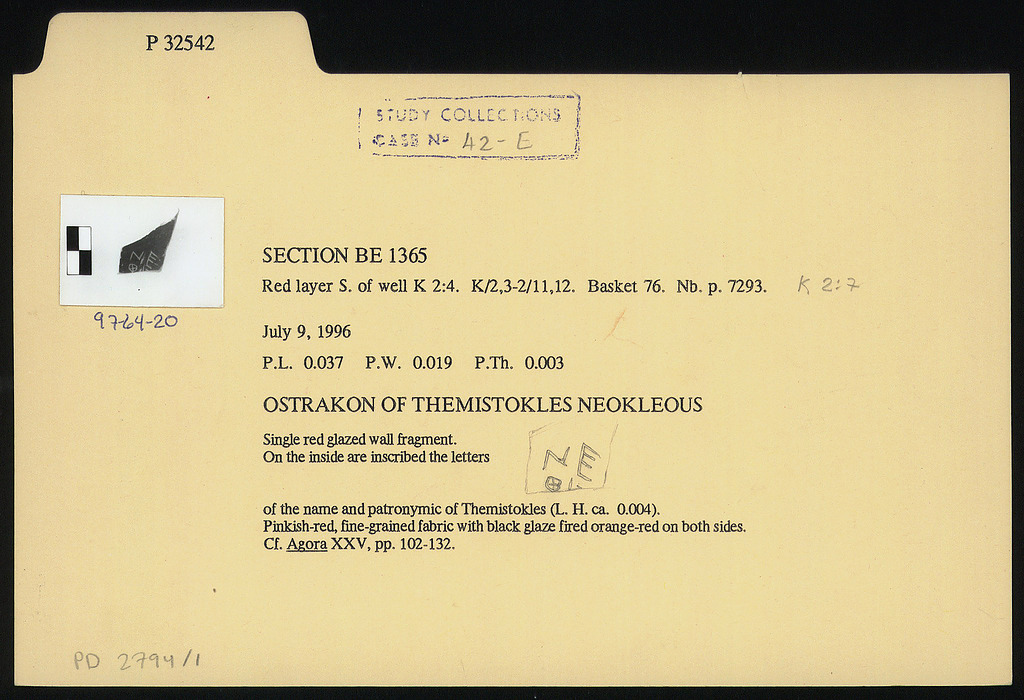 P 32542
STUDY COLLECTIONS
CASE Nº 42-E
SECTION BE 1365
Red layer S. of well K 2:4. K/2,3-2/11,12. Basket 76. Nb. p. 7293. K 2:7
9764-20
July 9, 1996
P.L. 0.037 P.W. 0.019 P.Th. 0.003
OSTRAKON OF THEMISTOKLES NEOKLEOUS
Single red glazed wall fragment.
On the inside are inscribed the letters
of the name and patronymic of Themistokles (L. H. ca. 0.004).
Pinkish-red, fine-grained fabric with black glaze fired orange-red on both sides.
Cf. Agora XXV, pp. 102-132.
PD 2794/1